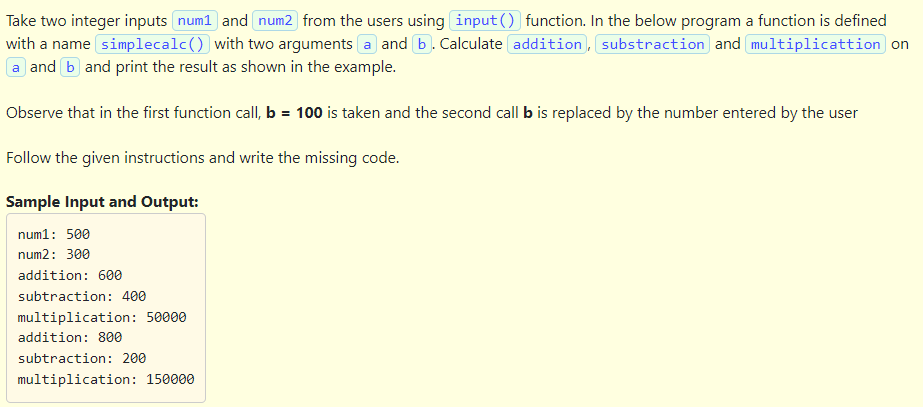 Take two integer inputs num1 and num2 from the users using input() function. In the below program a function is defined
with a name simplecalc() with two arguments a and b. Calculate addition, substraction and multiplicattion on
a and b and print the result as shown in the example.
Observe that in the first function call, b = 100 is taken and the second call b is replaced by the number entered by the user
Follow the given instructions and write the missing code.
Sample Input and Output:
num1: 500
num2: 300
addition: 600
subtraction: 400
multiplication: 50000
addition: 800
subtraction: 200
multiplication: 150000